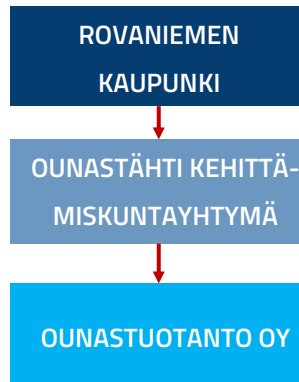 ROVANIEMEN
KAUPUNKI
OUNASTÄHTI KEHITTÄ-
MISKUNTAYHTYMÄ
OUNASTUOTANTO OY